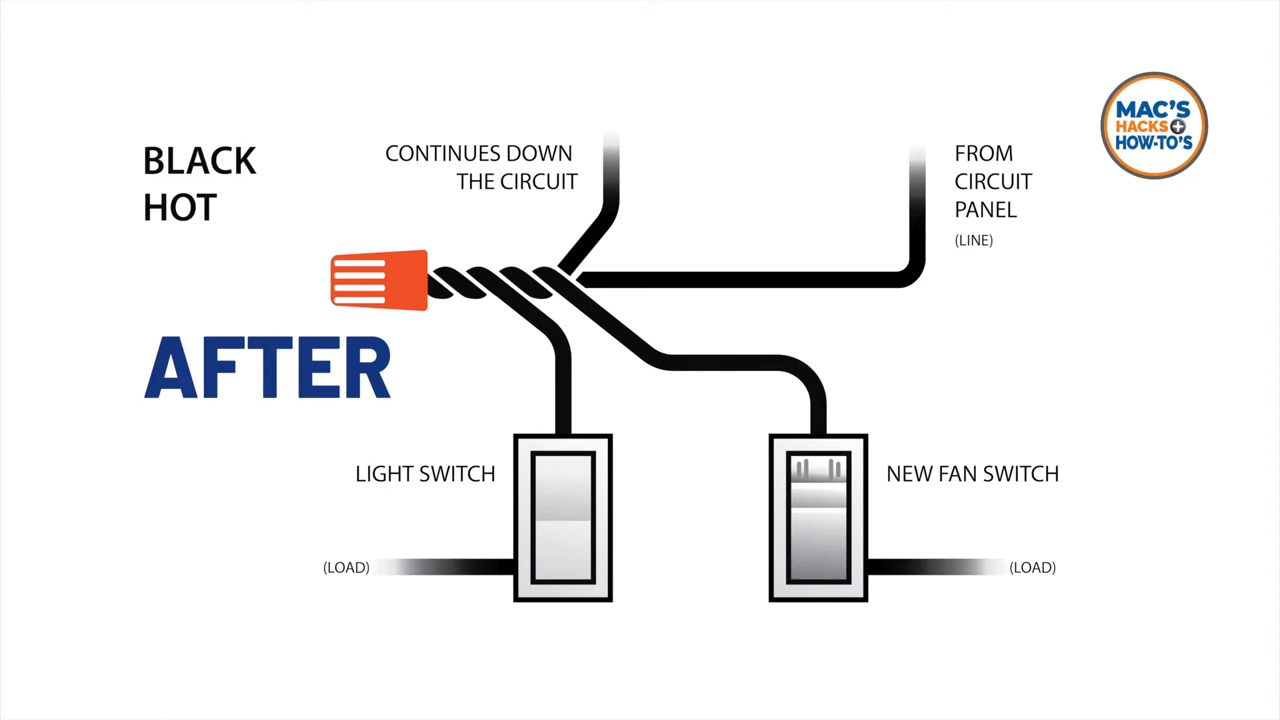 BLACK
HOT
CONTINUES DOWN
THE CIRCUIT
FROM
CIRCUIT
PANEL
(LINE)
MAC'S
HACKS+
HOW-TO'S
AFTER
LIGHT SWITCH
NEW FAN SWITCH
(LOAD)
(LOAD)